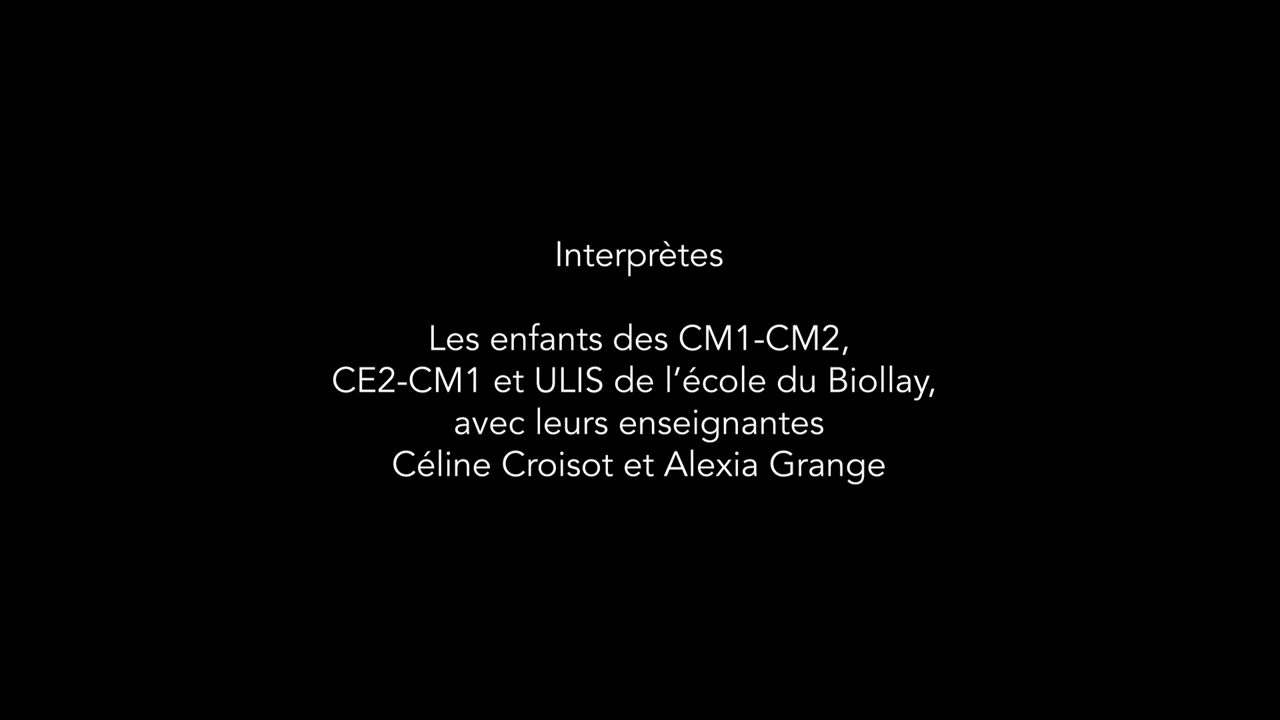 Interprètes
Les enfants des CM1-CM2,
CE2-CM1 et ULIS de l’école du Biollay,
avec leurs enseignantes
Céline Croisot et Alexia Grange